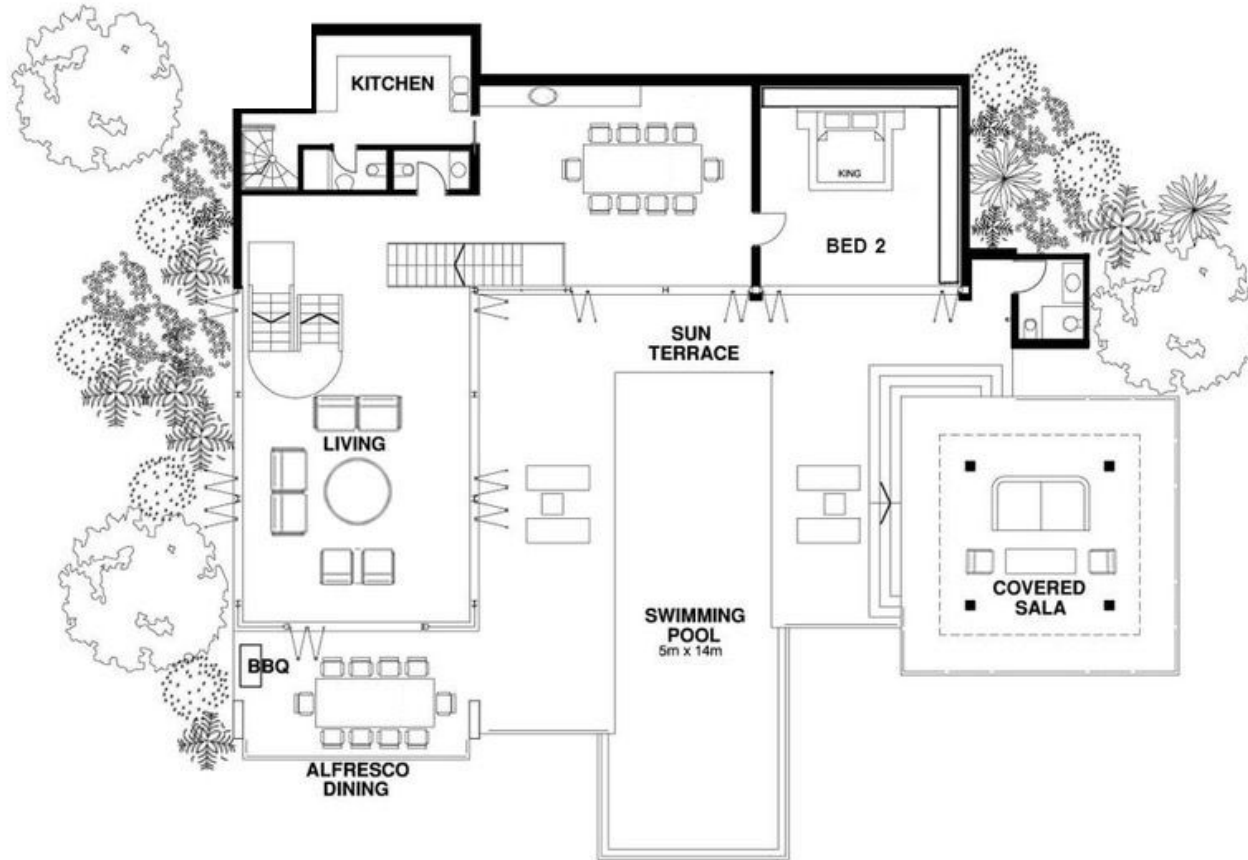 KITCHEN
KING
BED 2
SUN
TERRACE
LIVING
COVERED
SALA
SWIMMING
POOL
5m x 14m
BBQ
ALFRESCO
DINING